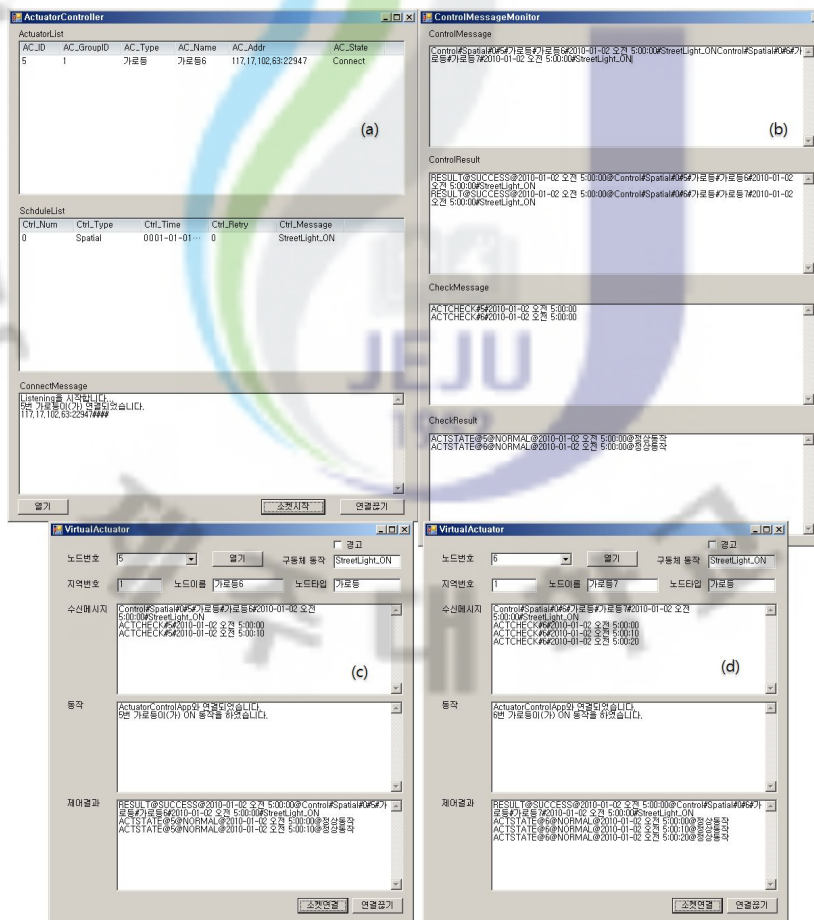 ActuatorController
ActuatorList
AC_ID AC_GroupID AC_Type AC_Name AC_Addr AC_State
5 1 가로등 가로등6 117,17,102,63:22947 Connect
(a)
SchduleList
Ctrl_Num Ctrl_Type Ctrl_Time Ctrl_Retry Ctrl_Message
0 Spatial 0001-01-01... 0 StreetLight_ON
ConnectMessage
Listening을 시작합니다...
5번 가로등이(가) 연결되었습니다.
117,17,102,63:22947####
열기 소켓시작 연결끊기
ControlMessageMonitor
ControlMessage
Control#Spatial#0#5#가로등#가로등6#2010-01-02 오전 5:00:00#StreetLight_ONControl#Spatial#0#6#가
로등#가로등7#2010-01-02 오전 5:00:00#StreetLight_ON
(b)
ControlResult
RESULT@SUCCESS@2010-01-02 오전 5:00:00@Control#Spatial#0#5#가로등#가로등6#2010-01-02
오전 5:00:00#StreetLight_ON
RESULT@SUCCESS@2010-01-02 오전 5:00:00@Control#Spatial#0#6#가로등#가로등7#2010-01-02
오전 5:00:00#StreetLight_ON
CheckMessage
ACTCHECK#5#2010-01-02 오전 5:00:00
ACTCHECK#6#2010-01-02 오전 5:00:00
CheckResult
ACTSTATE@5@NORMAL@2010-01-02 오전 5:00:00@정상동작
ACTSTATE@6@NORMAL@2010-01-02 오전 5:00:00@정상동작
JEJU
1952
VirtualActuator
경고
노드번호 5 열기 구동체 동작 StreetLight_ON
지역번호 1 노드이름 가로등6 노드타입 가로등
수신메시지 Control#Spatial#0#5#가로등#가로등6#2010-01-02 오전
5:00:00#StreetLight_ON
ACTCHECK#5#2010-01-02 오전 5:00:00
ACTCHECK#5#2010-01-02 오전 5:00:10
(c)
동작 ActuatorControlApp와 연결되었습니다.
5번 가로등이(가) ON 동작을 하였습니다.
제어결과 RESULT@SUCCESS@2010-01-02 오전 5:00:00@Control#Spatial#0#5#가
로등#가로등6#2010-01-02 오전 5:00:00#StreetLight_ON
ACTSTATE@5@NORMAL@2010-01-02 오전 5:00:00@정상동작
ACTSTATE@5@NORMAL@2010-01-02 오전 5:00:10@정상동작
소켓연결 연결끊기
VirtualActuator
경고
노드번호 6 열기 구동체 동작 StreetLight_ON
지역번호 1 노드이름 가로등7 노드타입 가로등
수신메시지 Control#Spatial#0#6#가로등#가로등7#2010-01-02 오전
5:00:00#StreetLight_ON
ACTCHECK#6#2010-01-02 오전 5:00:00
ACTCHECK#6#2010-01-02 오전 5:00:10
ACTCHECK#6#2010-01-02 오전 5:00:20
(d)
동작 ActuatorControlApp와 연결되었습니다.
6번 가로등이(가) ON 동작을 하였습니다.
제어결과 RESULT@SUCCESS@2010-01-02 오전 5:00:00@Control#Spatial#0#6#가
로등#가로등7#2010-01-02 오전 5:00:00#StreetLight_ON
ACTSTATE@6@NORMAL@2010-01-02 오전 5:00:00@정상동작
ACTSTATE@6@NORMAL@2010-01-02 오전 5:00:10@정상동작
ACTSTATE@6@NORMAL@2010-01-02 오전 5:00:20@정상동작
소켓연결 연결끊기